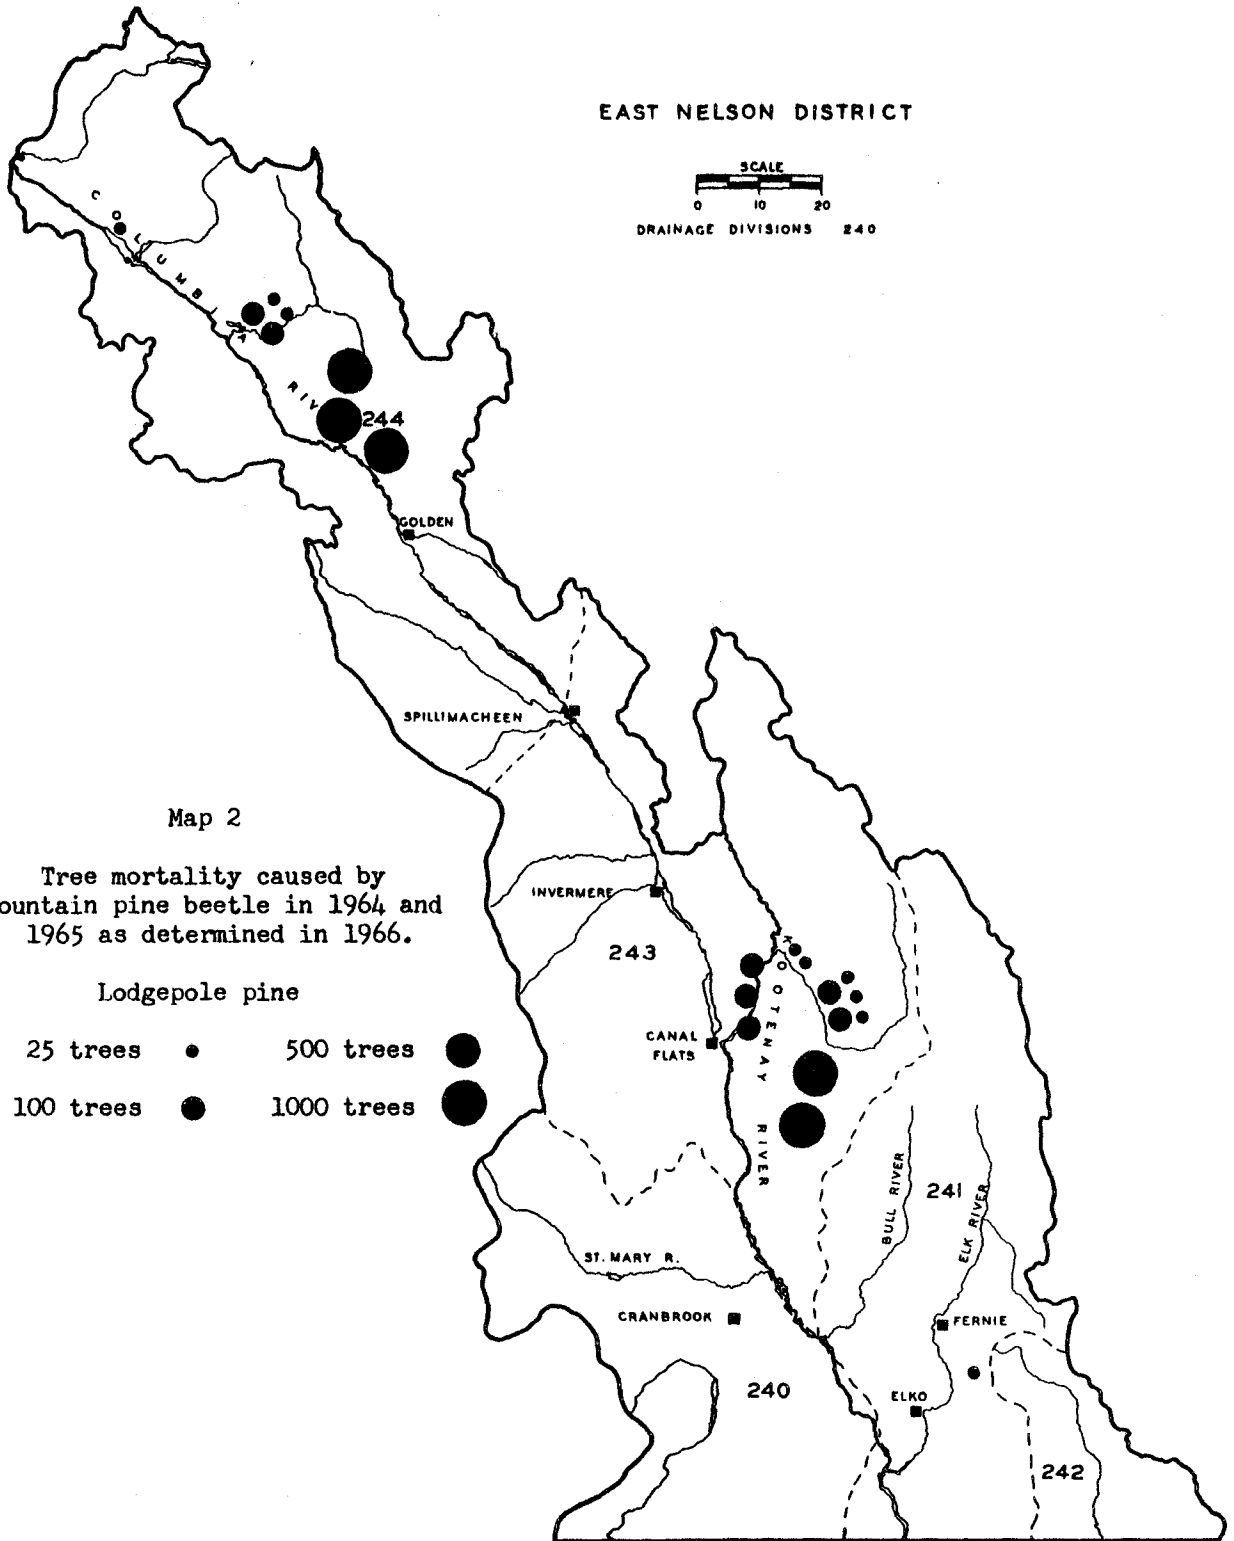 EAST NELSON DISTRICT
SCALE
0 10 20
DRAINAGE DIVISIONS 240
COLUMBIA
RIV
244
GOLDEN
SPILLIMACHEEN
Map 2
Tree mortality caused by
ountain pine beetle in 1964 and
1965 as determined in 1966.
Lodgepole pine
25 trees 500 trees
100 trees 1000 trees
INVERMERE
243
KOOTENAY RIVER
CANAL
FLATS
BULL RIVER
241
ELK RIVER
ST. MARY R.
CRANBROOK
FERNIE
240
ELKO
242